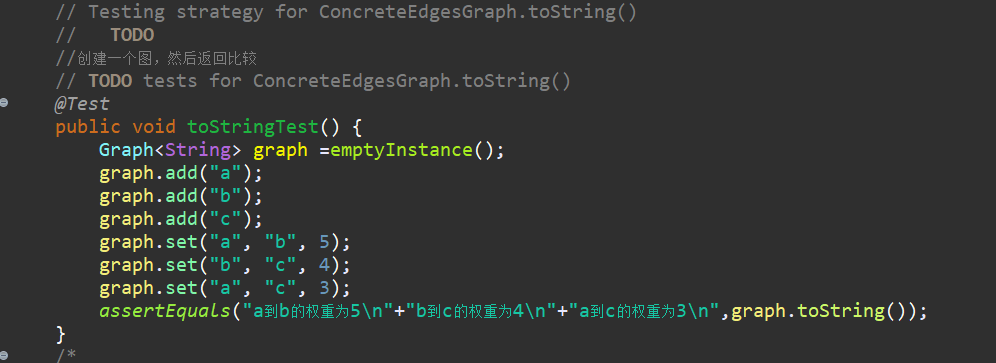 // Testing strategy for ConcreteEdgesGraph.toString()
//   TODO
//创建一个图，然后返回比较
// TODO tests for ConcreteEdgesGraph.toString()
@Test
public void toStringTest() {
    Graph<String> graph =emptyInstance();
    graph.add("a");
    graph.add("b");
    graph.add("c");
    graph.set("a", "b", 5);
    graph.set("b", "c", 4);
    graph.set("a", "c", 3);
    assertEquals("a到b的权重为5\n"+"b到c的权重为4\n"+"a到c的权重为3\n",graph.toString());
}
/*